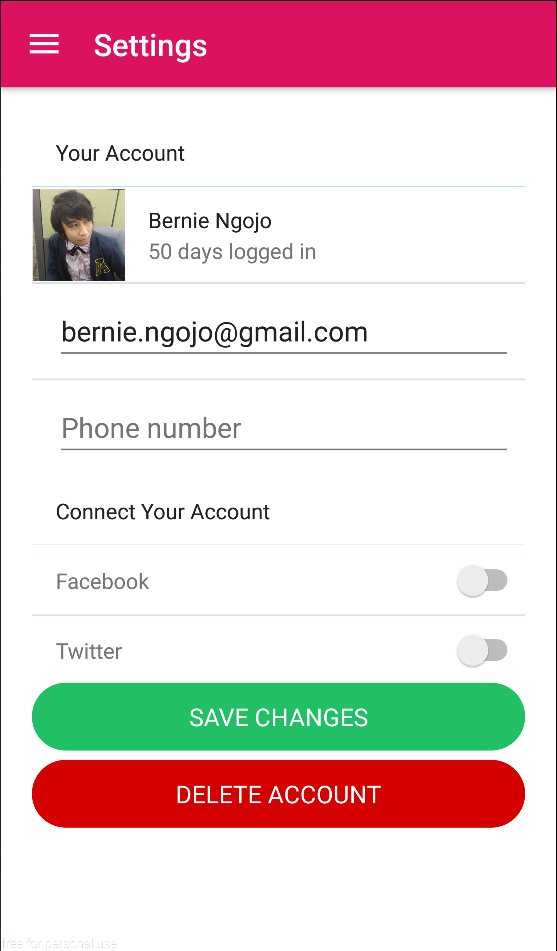 Settings
Your Account
Bernie Ngojo
50 days logged in
bernie.ngojo@gmail.com
Phone number
Connect Your Account
Facebook
Twitter
SAVE CHANGES
DELETE ACCOUNT
free for personal use